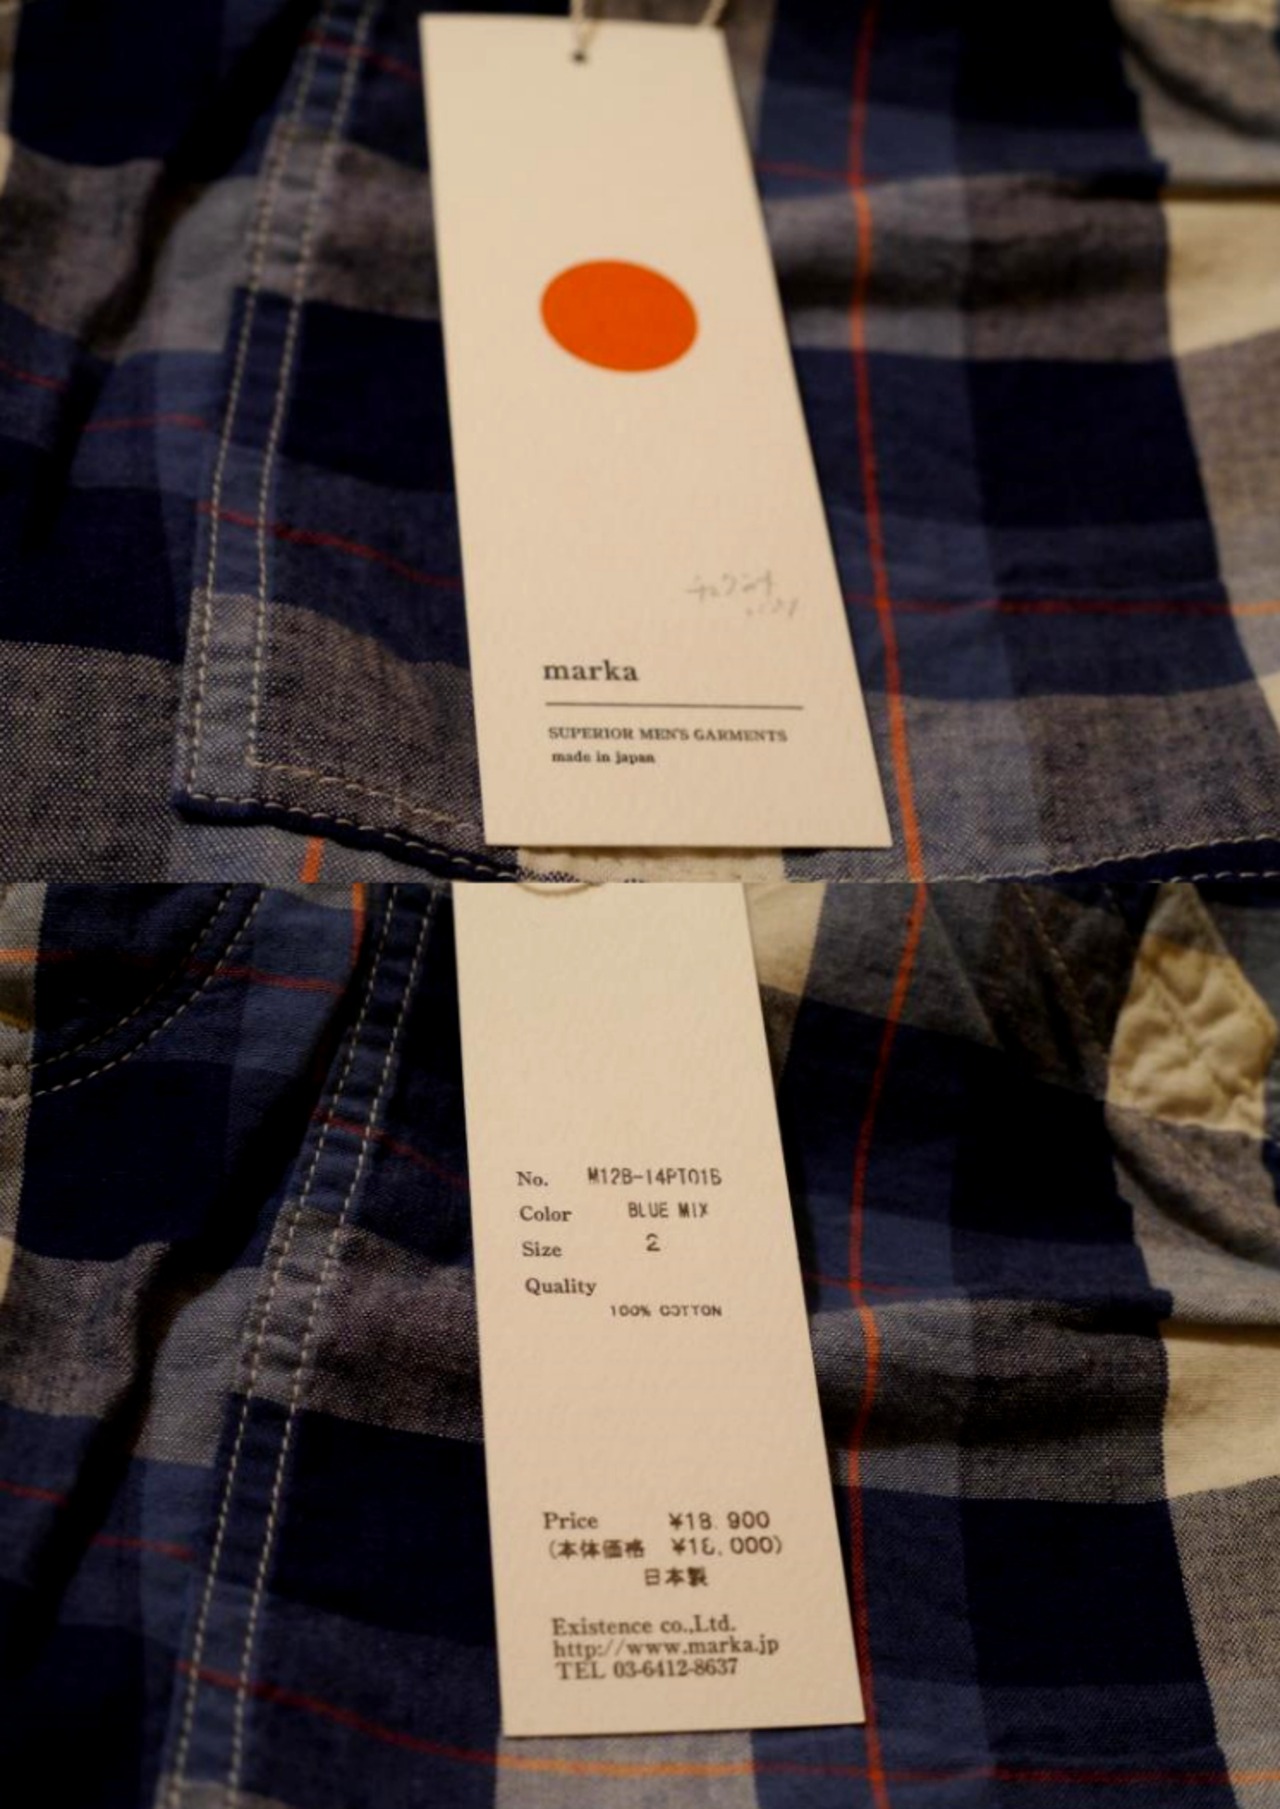 marka
SUPERIOR MEN'S GARMENTS
made in japan
No. M12B-14PT01B
Color BLUE MIX
Size 2
Quality
100% COTTON
Price ¥18.900
(本体価格 ¥18.000)
日本製
Existence co.,Ltd.
http://www.marka.jp
TEL 03-6412-8637